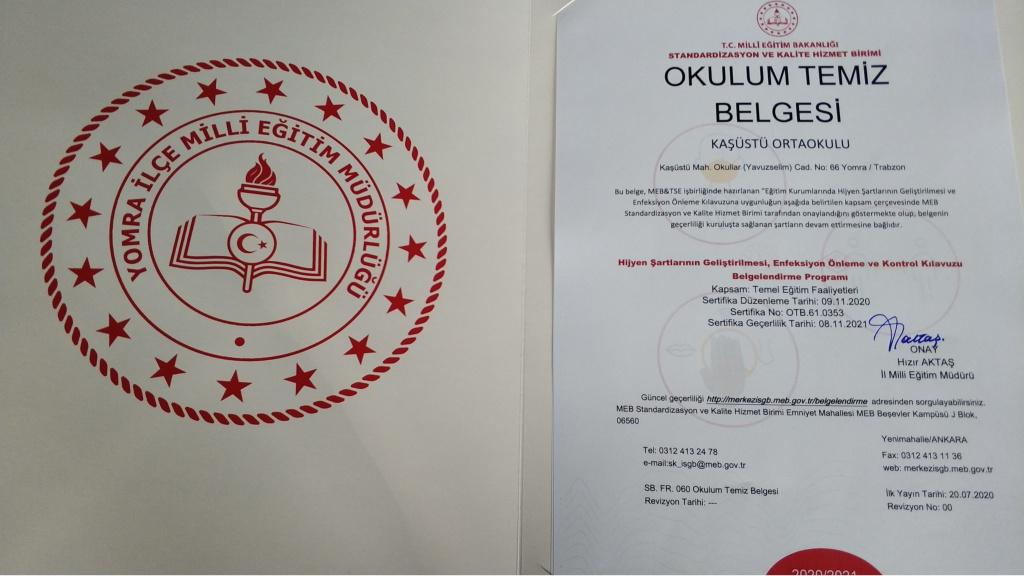 YOMRA İLÇE MİLLİ EĞİTİM MÜDÜRLÜĞÜ
T.C. MİLLİ EĞİTİM BAKANLIĞI
STANDARDİZASYON VE KALİTE HİZMET BİRİMİ
OKULUM TEMİZ
BELGESİ
KAŞÜSTÜ ORTAOKULU
Kaşüstü Mah. Okullar (Yavuzselim) Cad. No: 66 Yomra / Trabzon
Bu belge, MEB&TSE işbirliğinde hazırlanan "Eğitim Kurumlarında Hijyen Şartlarının Geliştirilmesi ve
Enfeksiyon Önleme Kılavuzuna uygunluğun aşağıda belirtilen kapsam çerçevesinde MEB
Standardizasyon ve Kalite Hizmet Birimi tarafından onaylandığını göstermekte olup, belgenin
geçerliliği kuruluşta sağlanan şartların devam ettirmesine bağlıdır.
Hijyen Şartlarının Geliştirilmesi, Enfeksiyon Önleme ve Kontrol Kılavuzu
Belgelendirme Programı
Kapsam: Temel Eğitim Faaliyetleri
Sertifika Düzenleme Tarihi: 09.11.2020
Sertifika No: OTB.61.0353
Sertifika Geçerlilik Tarihi: 08.11.2021
ONAY
Hızır AKTAŞ
İl Milli Eğitim Müdürü
Güncel geçerliliği http://merkezisgb.meb.gov.tr/belgelendirme adresinden sorgulayabilirsiniz.
MEB Standardizasyon ve Kalite Hizmet Birimi Emniyet Mahallesi MEB Beşevler Kampüsü J Blok,
06560
Yenimahalle/ANKARA
Tel: 0312 413 24 78
Fax: 0312 413 11 36
e-mail:sk_isgb@meb.gov.tr
web: merkezisgb.meb.gov.tr
SB. FR. 060 Okulum Temiz Belgesi
İlk Yayın Tarihi: 20.07.2020
Revizyon Tarihi: ---
Revizyon No: 00
2020/2021